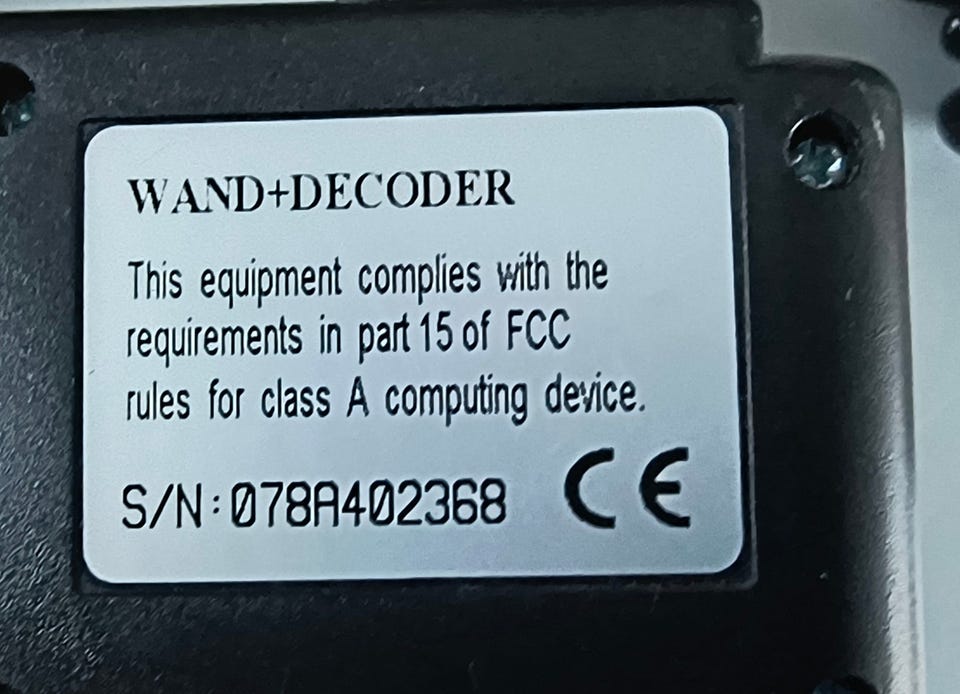 WAND+DECODER
This equipment complies with the
requirements in part 15 of FCC
rules for class A computing device.
S/N:078A402368 CE